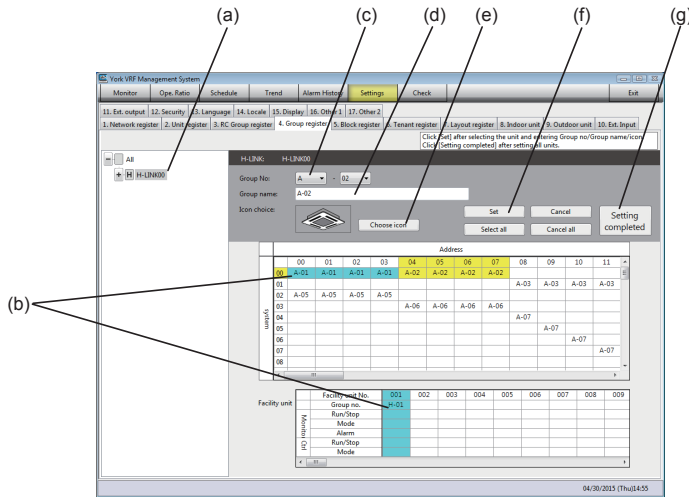 (a) (c) (d) (e) (f) (g)
York VRF Management System
Monitor Ope. Ratio Schedule Trend Alarm History Settings Check Exit
11. Ext. output 12. Security 13. Language 14. Locale 15. Display 16. Other 1 17. Other 2
1. Network register 2. Unit register 3. RC Group register 4. Group register 5. Block register 6. Tenant register 7. Layout register 8. Indoor unit 9. Outdoor unit 10. Ext. Input
Click [Set] after selecting the unit and entering Group no/Group name/icon.
Click [Setting completed] after setting all units.
All
H H-LINK00
H-LINK: H-LINK00
Group No: A - 02
Group name: A-02
Icon choice: Choose icon
Set Cancel
Select all Cancel all
Setting completed
Address
00 01 02 03 04 05 06 07 08 09 10 11
00 A-01 A-01 A-01 A-01 A-02 A-02 A-02 A-02
01 A-03 A-03 A-03 A-03
02 A-05 A-05 A-05 A-05
03 A-06 A-06 A-06 A-06
04 A-07
05 A-07
06 A-07
07 A-07
08
system
(b)
Facility unit
Facility unit No. 001 002 003 004 005 006 007 008 009
Group no. H-01
Run/Stop
Mode
Alarm
Run/Stop
Mode
Monitor
Ctrl
04/30/2015 (Thu)14:55